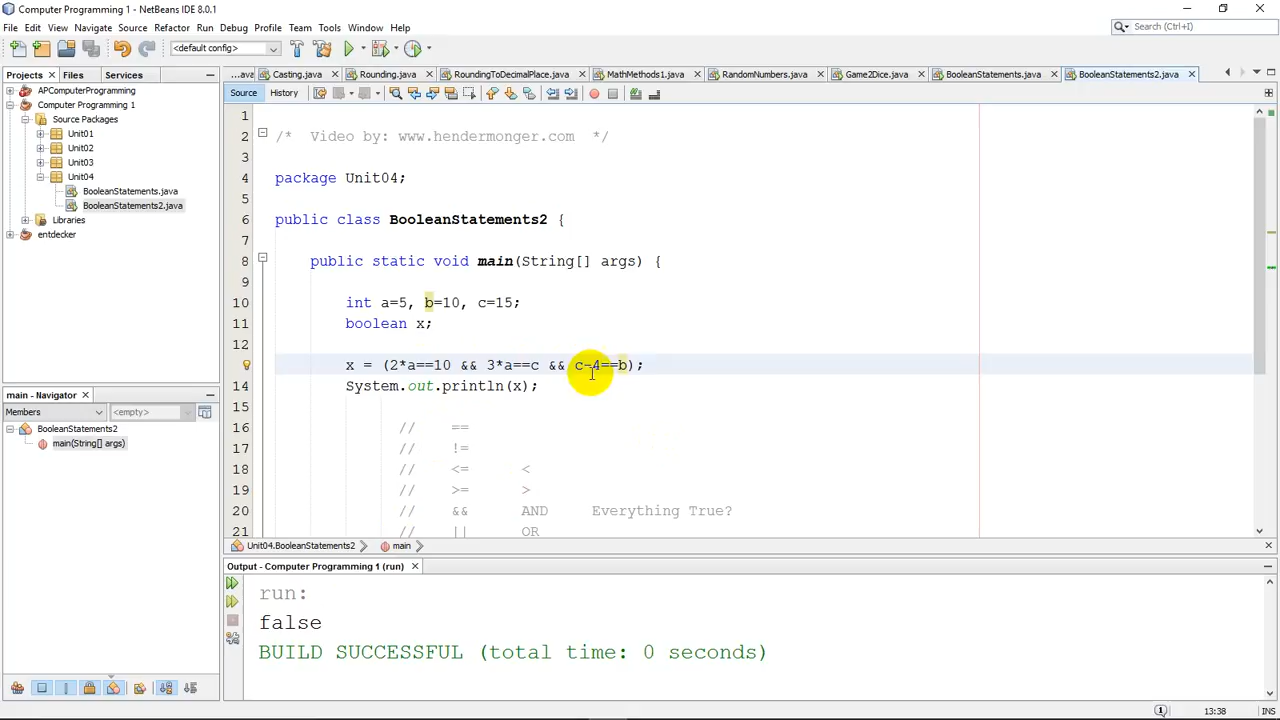 Computer Programming 1 - NetBeans IDE 8.0.1
File Edit View Navigate Source Refactor Run Debug Profile Team Tools Window Help
Search (Ctrl+I)
<default config>
Projects Files Services
...ava Casting.java Rounding.java RoundingToDecimalPlace.java MathMethods1.java RandomNumbers.java Game2Dice.java BooleanStatements.java BooleanStatements2.java
Source History
APComputerProgramming
Computer Programming 1
Source Packages
Unit01
Unit02
Unit03
Unit04
BooleanStatements.java
BooleanStatements2.java
Libraries
entdecker
main - Navigator
Members <empty>
BooleanStatements2
main(String[] args)
1
2 /* Video by: www.hendermonger.com */
3
4 package Unit04;
5
6 public class BooleanStatements2 {
7
8 public static void main(String[] args) {
9
10 int a=5, b=10, c=15;
11 boolean x;
12
x = (2*a==10 && 3*a==c && c-4==b);
14 System.out.println(x);
15
16 // ==
17 // !=
18 // <= <
19 // >= >
20 // && AND Everything True?
21 // || OR
Unit04.BooleanStatements2 main
Output - Computer Programming 1 (run)
run:
false
BUILD SUCCESSFUL (total time: 0 seconds)
1 13:38 INS